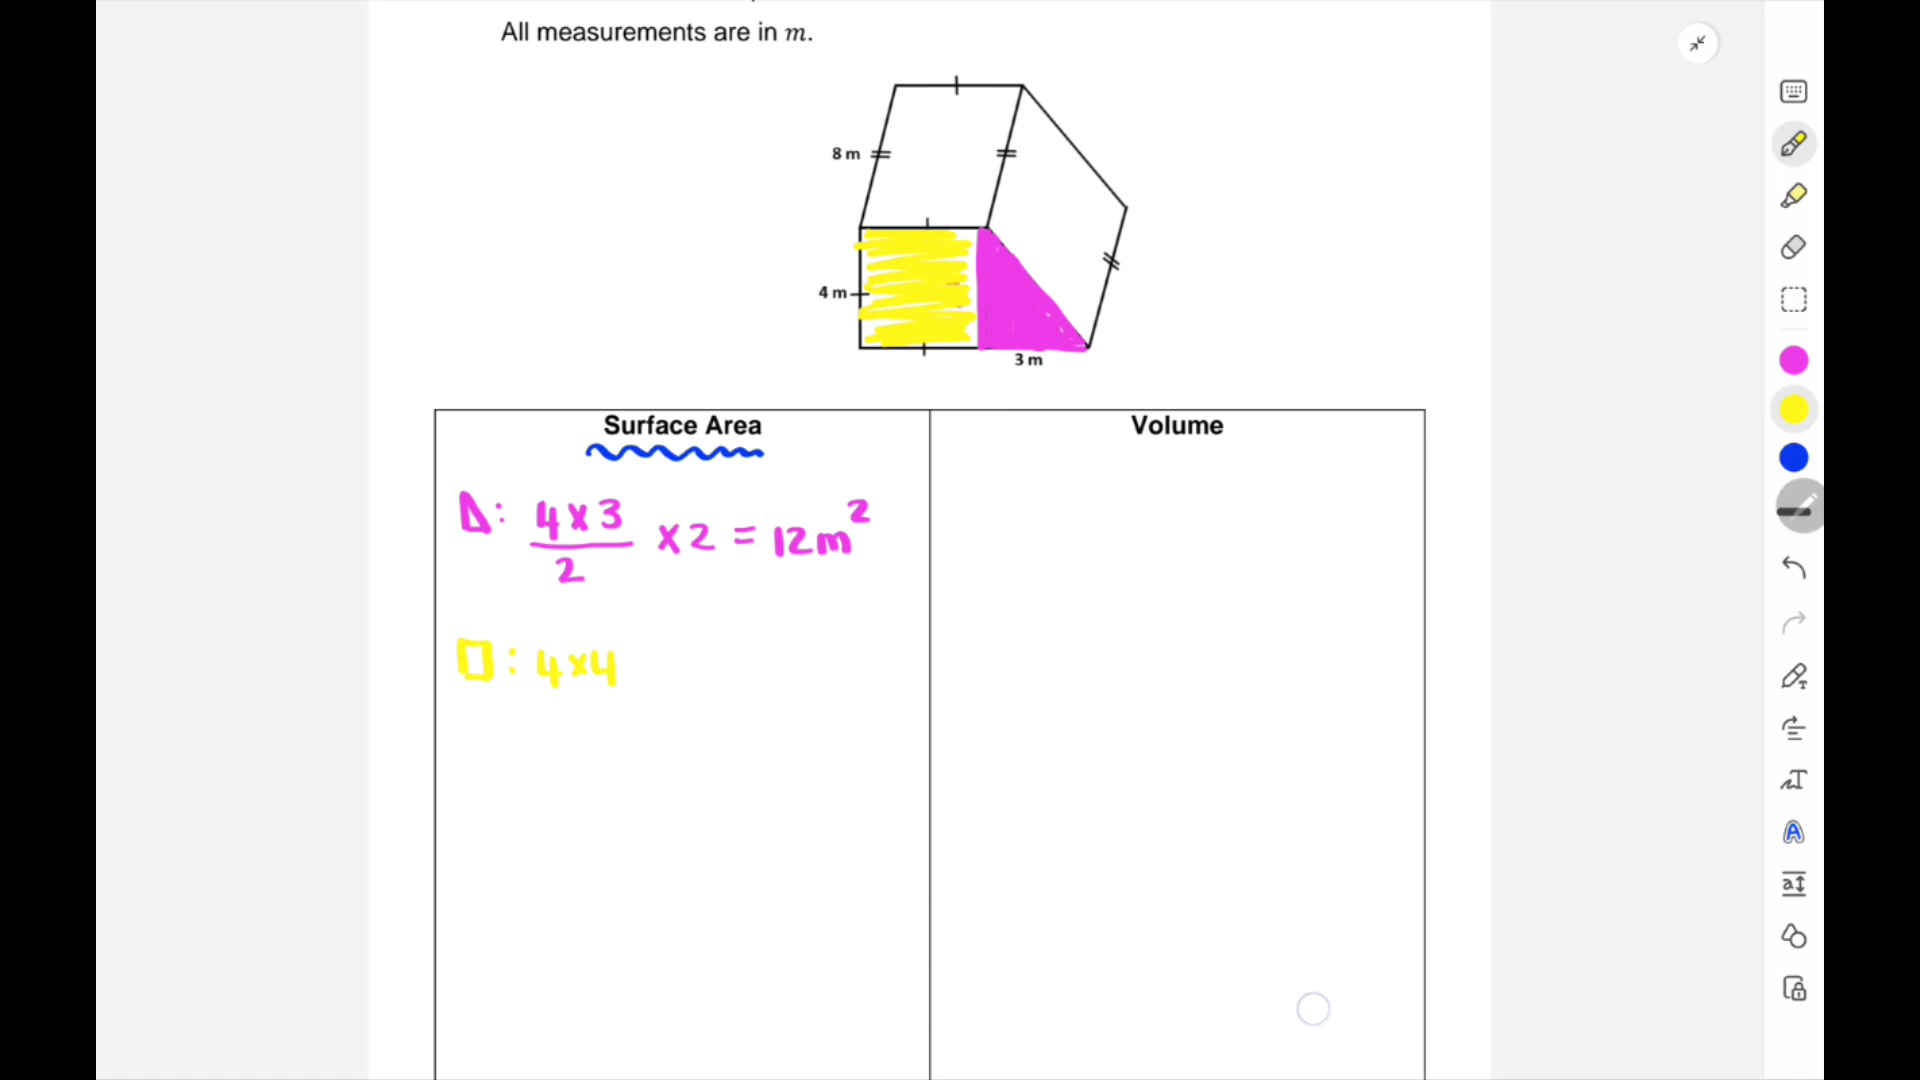 All measurements are in m.
8 m
4 m
3 m
Surface Area
Volume
Δ: 4x3/2 x2 = 12m²
□: 4x4